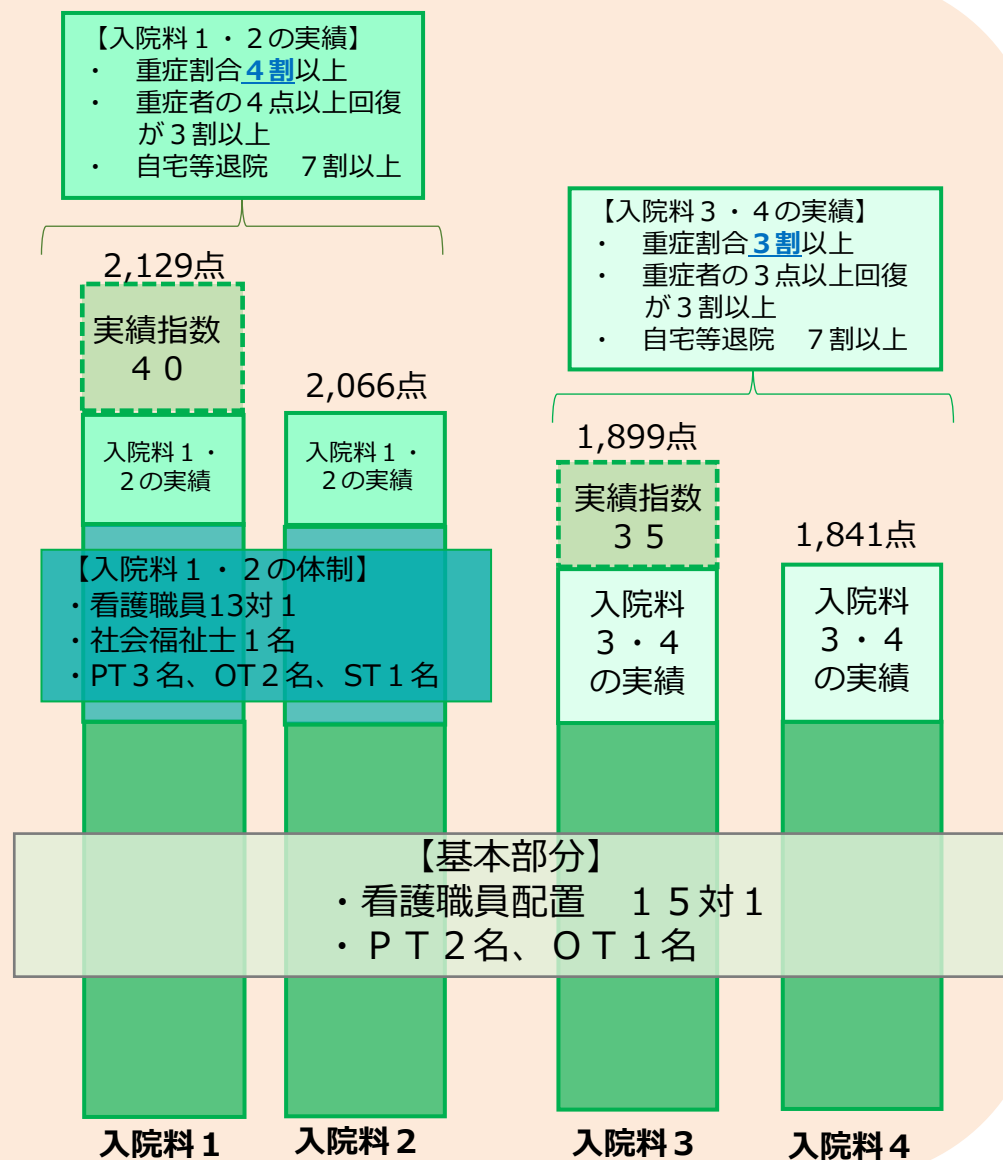 【入院料１・２の実績】
・　重症割合４割以上
・　重症者の４点以上回復
が３割以上
・　自宅等退院　７割以上
【入院料３・４の実績】
・　重症割合３割以上
・　重症者の３点以上回復
が３割以上
・　自宅等退院　７割以上
2,129点
実績指数
４０
入院料１・
２の実績
2,066点
入院料１・
２の実績
1,899点
実績指数
３５
入院料
３・４
の実績
1,841点
入院料
３・４
の実績
【入院料１・２の体制】
・看護職員13対１
・社会福祉士１名
・PT３名、OT２名、ST１名
【基本部分】
・看護職員配置　１５対１
・ＰＴ２名、ＯＴ１名
入院料１
入院料２
入院料３
入院料４